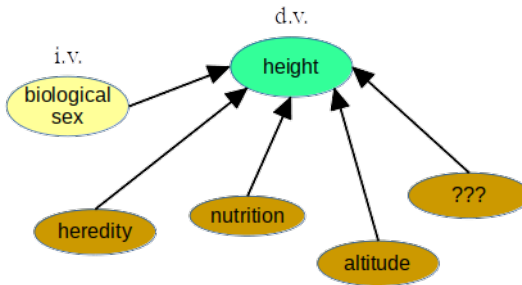 d.v.
i.v.
height
biological
sex
heredity
nutrition
???
altitude